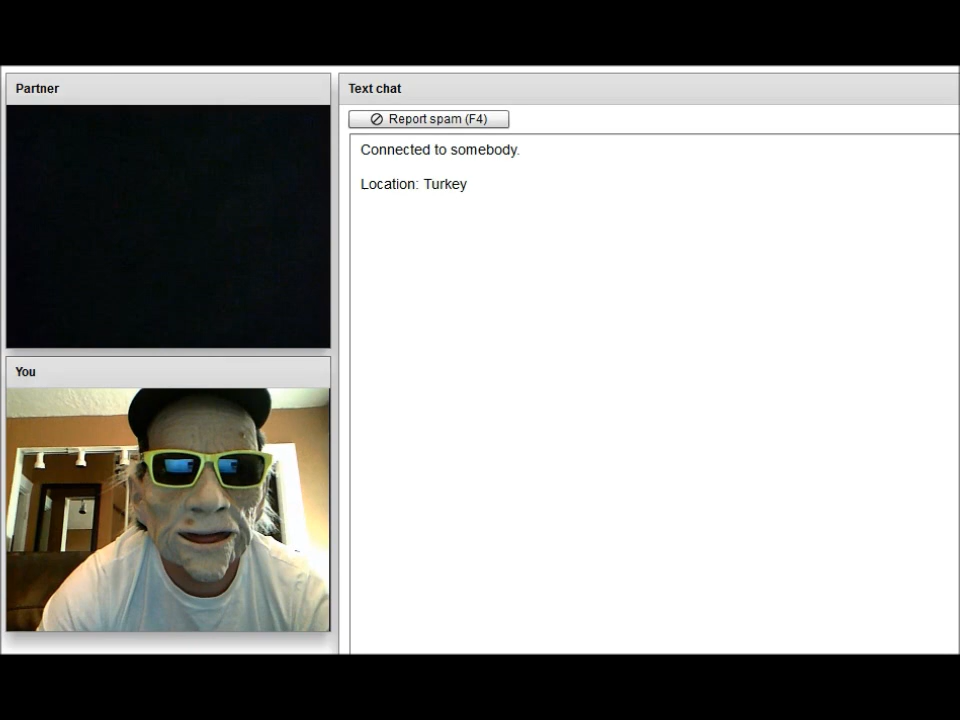 Partner
Text chat
Report spam (F4)
Connected to somebody.
Location: Turkey
You